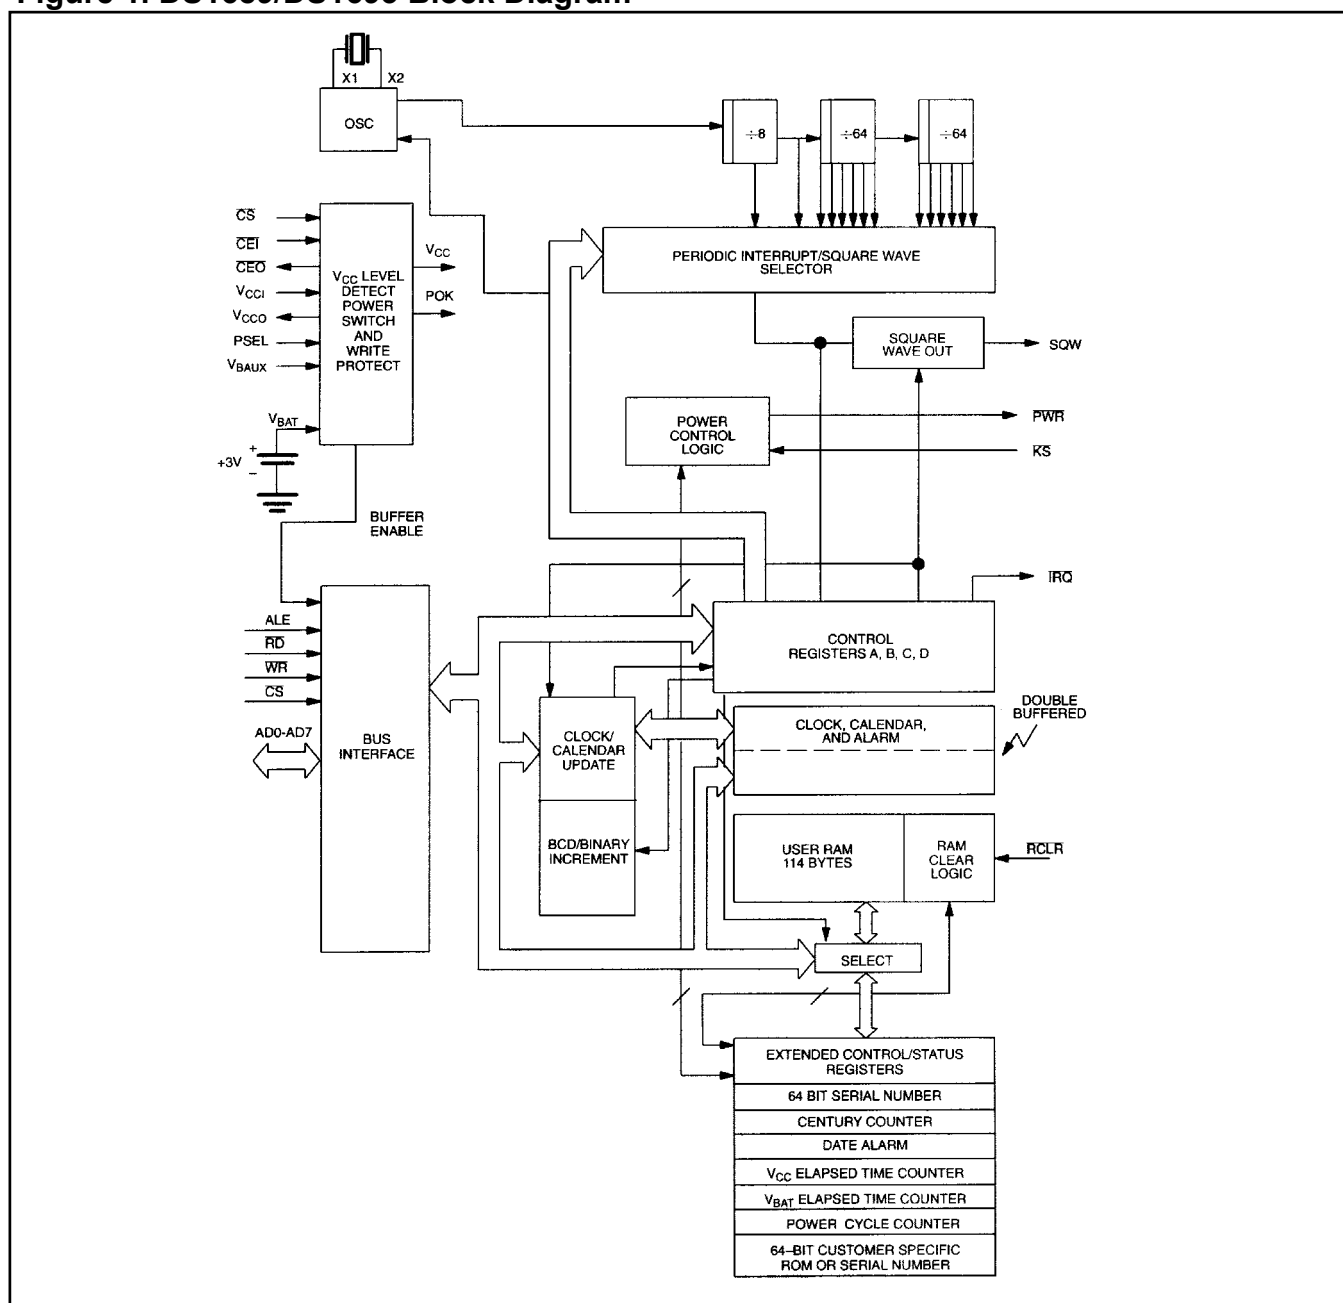 Figure 1. DS1689/DS1693 Block Diagram
X1 X2
OSC
÷8
÷64
÷64
CS
CEI
CEO
VCCI
VCCO
PSEL
VBAUX
VBAT
+
+3V
–
VCC LEVEL
DETECT
POWER
SWITCH
AND
WRITE
PROTECT
VCC
POK
PERIODIC INTERRUPT/SQUARE WAVE
SELECTOR
SQUARE
WAVE OUT
SQW
POWER
CONTROL
LOGIC
PWR
KS
BUFFER
ENABLE
IRQ
ALE
RD
WR
CS
AD0-AD7
BUS
INTERFACE
CONTROL
REGISTERS A, B, C, D
DOUBLE
BUFFERED
CLOCK/
CALENDAR
UPDATE
CLOCK, CALENDAR,
AND ALARM
BCD/BINARY
INCREMENT
USER RAM
114 BYTES
RAM
CLEAR
LOGIC
RCLR
SELECT
EXTENDED CONTROL/STATUS
REGISTERS
64 BIT SERIAL NUMBER
CENTURY COUNTER
DATE ALARM
VCC ELAPSED TIME COUNTER
VBAT ELAPSED TIME COUNTER
POWER CYCLE COUNTER
64–BIT CUSTOMER SPECIFIC
ROM OR SERIAL NUMBER